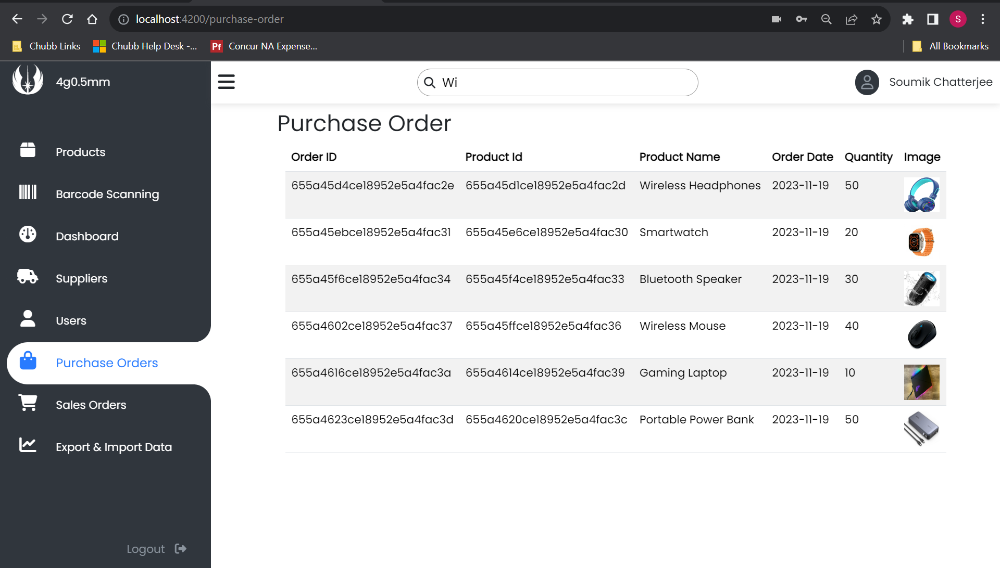 localhost:4200/purchase-order
S
Chubb Links
Chubb Help Desk -...
Pf
Concur NA Expense...
All Bookmarks
4g0.5mm
Wi
Soumik Chatterjee
Products
Barcode Scanning
Dashboard
Suppliers
Users
Purchase Orders
Sales Orders
Export & Import Data
Logout
Purchase Order
Order ID Product Id Product Name Order Date Quantity Image
655a45d4ce18952e5a4fac2e 655a45d1ce18952e5a4fac2d Wireless Headphones 2023-11-19 50
655a45ebce18952e5a4fac31 655a45e6ce18952e5a4fac30 Smartwatch 2023-11-19 20
655a45f6ce18952e5a4fac34 655a45f4ce18952e5a4fac33 Bluetooth Speaker 2023-11-19 30
655a4602ce18952e5a4fac37 655a45ffce18952e5a4fac36 Wireless Mouse 2023-11-19 40
655a4616ce18952e5a4fac3a 655a4614ce18952e5a4fac39 Gaming Laptop 2023-11-19 10
655a4623ce18952e5a4fac3d 655a4620ce18952e5a4fac3c Portable Power Bank 2023-11-19 50